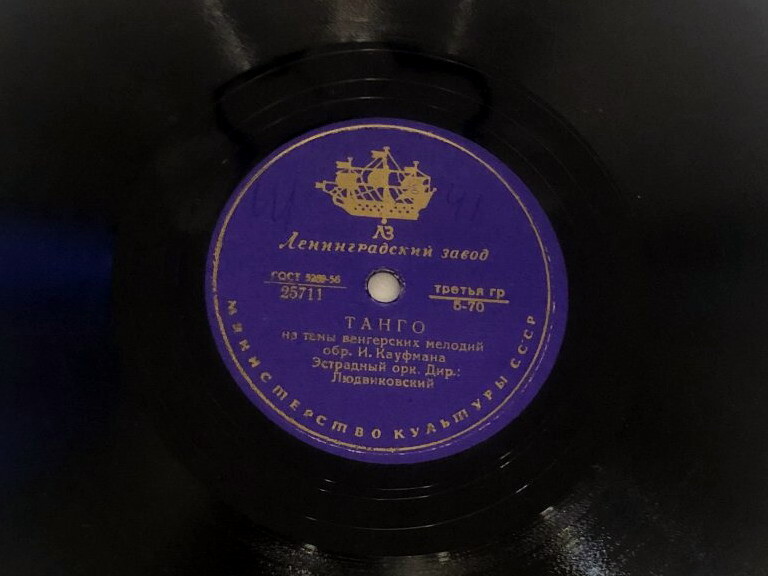 ЛЗ
Ленинградский завод
ГОСТ 5289-56
25711
третья гр
6-70
ТАНГО
на темы венгерских мелодий
обр. И. Кауфмана
Эстрадный орк. Дир.:
Людвиковский
МИНИСТЕРСТВО КУЛЬТУРЫ СССР